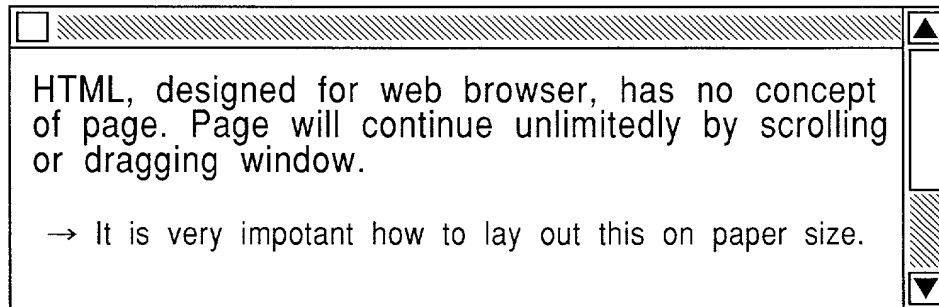 HTML, designed for web browser, has no concept
of page. Page will continue unlimitedly by scrolling
or dragging window.
→ It is very impotant how to lay out this on paper size.